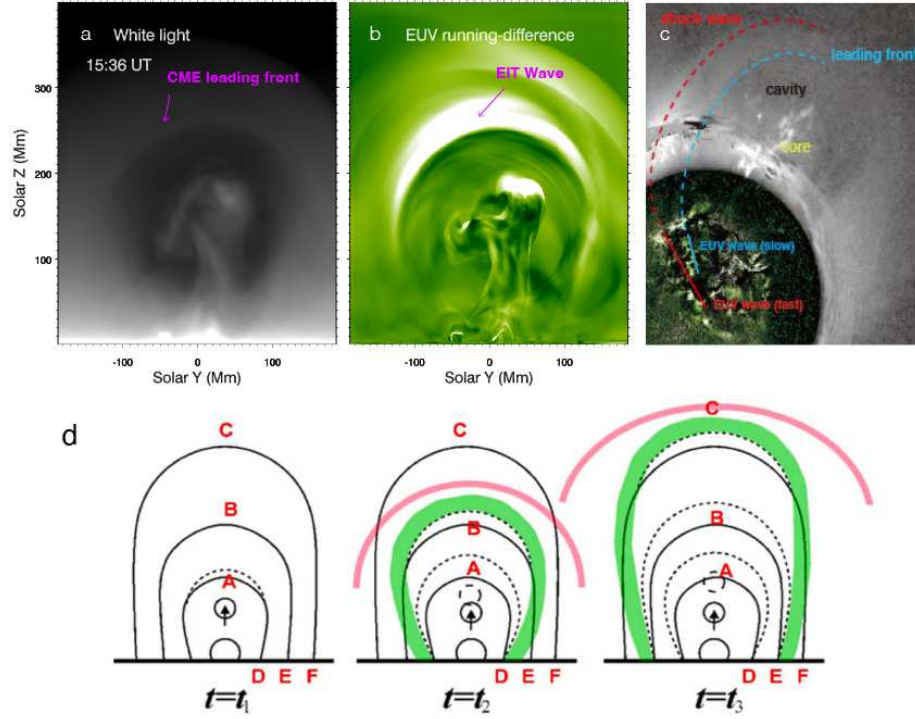 a White light
15:36 UT
CME leading front
300
200
100
Solar Z (Mm)
-100 0 100
Solar Y (Mm)
b EUV running-difference
EIT Wave
-100 0 100
Solar Y (Mm)
c
shock wave
leading front
cavity
core
EUV wave (slow)
EUV wave (fast)
d
C
B
A
D E F
t=t1
C
B
A
D E F
t=t2
C
B
A
D E F
t=t3